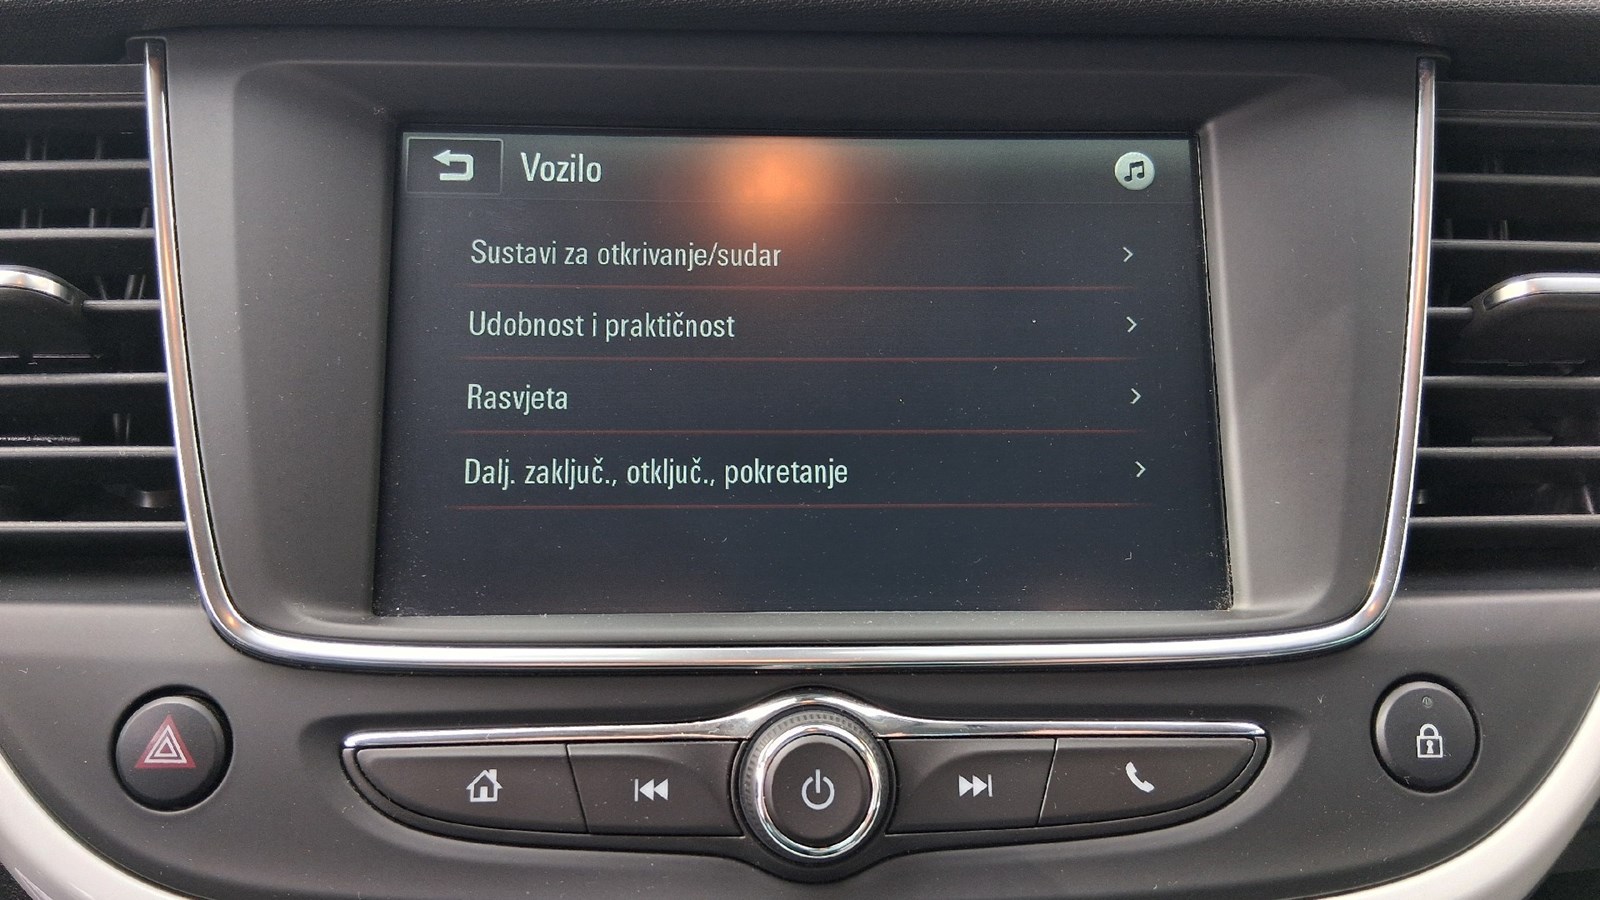 Vozilo
Sustavi za otkrivanje/sudar
Udobnost i praktičnost
Rasvjeta
Dalj. zaključ., otključ., pokretanje